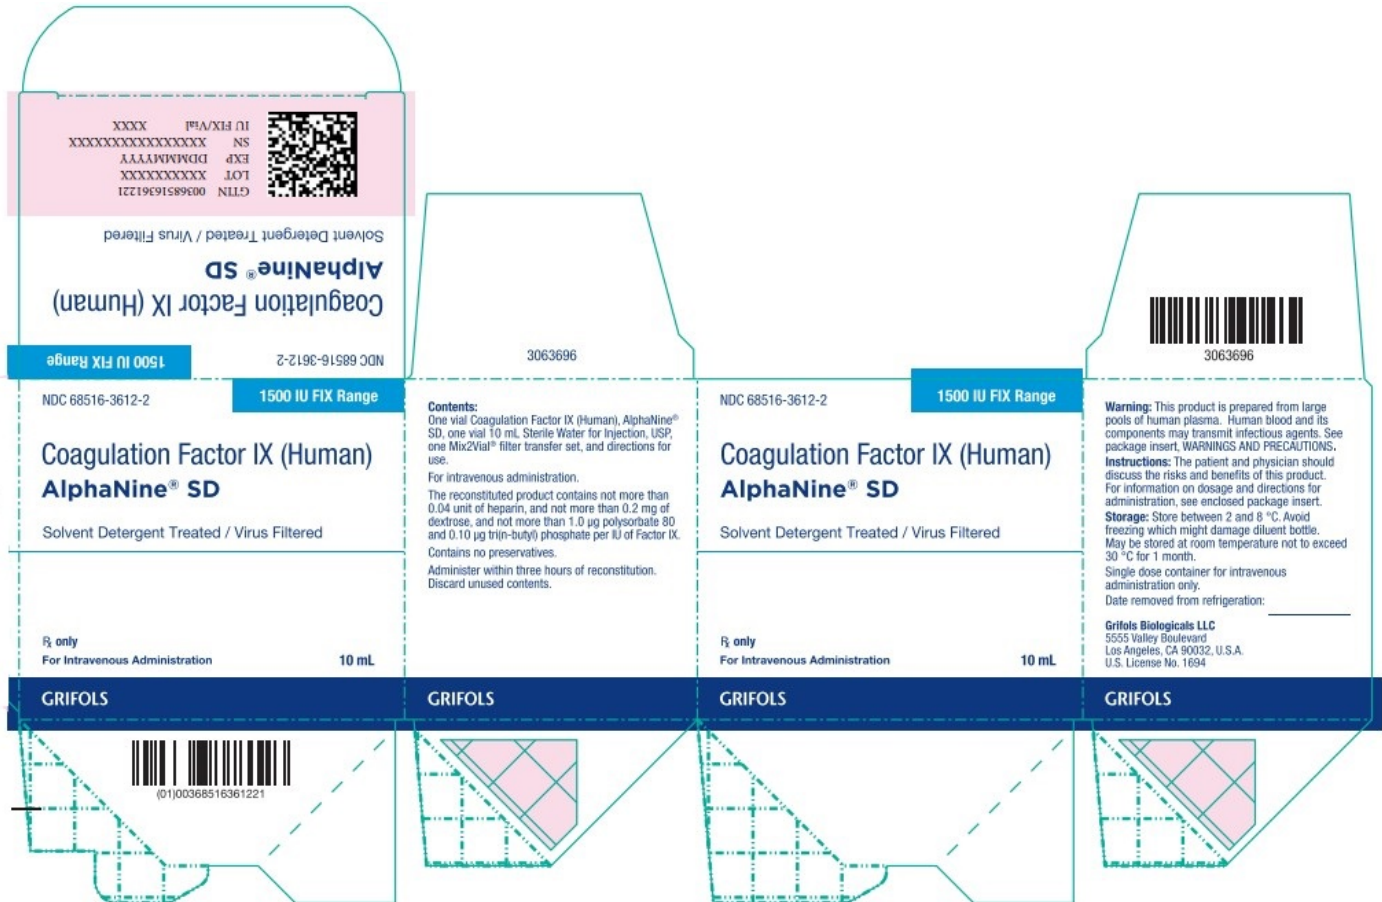 GTIN 00368516361221
LOT XXXXXXXXXX
EXP DDMMMYYYY
SN XXXXXXXXXXXXXXXX
IU FIX/Vial XXXX
Solvent Detergent Treated / Virus Filtered
AlphaNine® SD
Coagulation Factor IX (Human)
NDC 68516-3612-2
1500 IU FIX Range
NDC 68516-3612-2
1500 IU FIX Range
Coagulation Factor IX (Human)
AlphaNine® SD
Solvent Detergent Treated / Virus Filtered
℞ only
For Intravenous Administration
10 mL
GRIFOLS
(01)00368516361221
3063696
Contents:
One vial Coagulation Factor IX (Human), AlphaNine®
SD, one vial 10 mL Sterile Water for Injection, USP,
one Mix2Vial® filter transfer set, and directions for
use.
For intravenous administration.
The reconstituted product contains not more than
0.04 unit of heparin, and not more than 0.2 mg of
dextrose, and not more than 1.0 µg polysorbate 80
and 0.10 µg tri(n-butyl) phosphate per IU of Factor IX.
Contains no preservatives.
Administer within three hours of reconstitution.
Discard unused contents.
GRIFOLS
NDC 68516-3612-2
1500 IU FIX Range
Coagulation Factor IX (Human)
AlphaNine® SD
Solvent Detergent Treated / Virus Filtered
℞ only
For Intravenous Administration
10 mL
GRIFOLS
3063696
Warning: This product is prepared from large
pools of human plasma. Human blood and its
components may transmit infectious agents. See
package insert, WARNINGS AND PRECAUTIONS.
Instructions: The patient and physician should
discuss the risks and benefits of this product.
For information on dosage and directions for
administration, see enclosed package insert.
Storage: Store between 2 and 8 °C. Avoid
freezing which might damage diluent bottle.
May be stored at room temperature not to exceed
30 °C for 1 month.
Single dose container for intravenous
administration only.
Date removed from refrigeration:
Grifols Biologicals LLC
5555 Valley Boulevard
Los Angeles, CA 90032, U.S.A.
U.S. License No. 1694
GRIFOLS